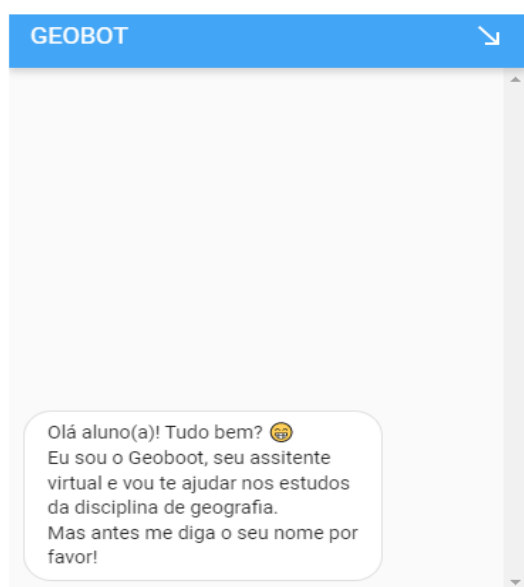 GEOBOT
Olá aluno(a)! Tudo bem? 😁
Eu sou o Geoboot, seu assitente
virtual e vou te ajudar nos estudos
da disciplina de geografia.
Mas antes me diga o seu nome por
favor!